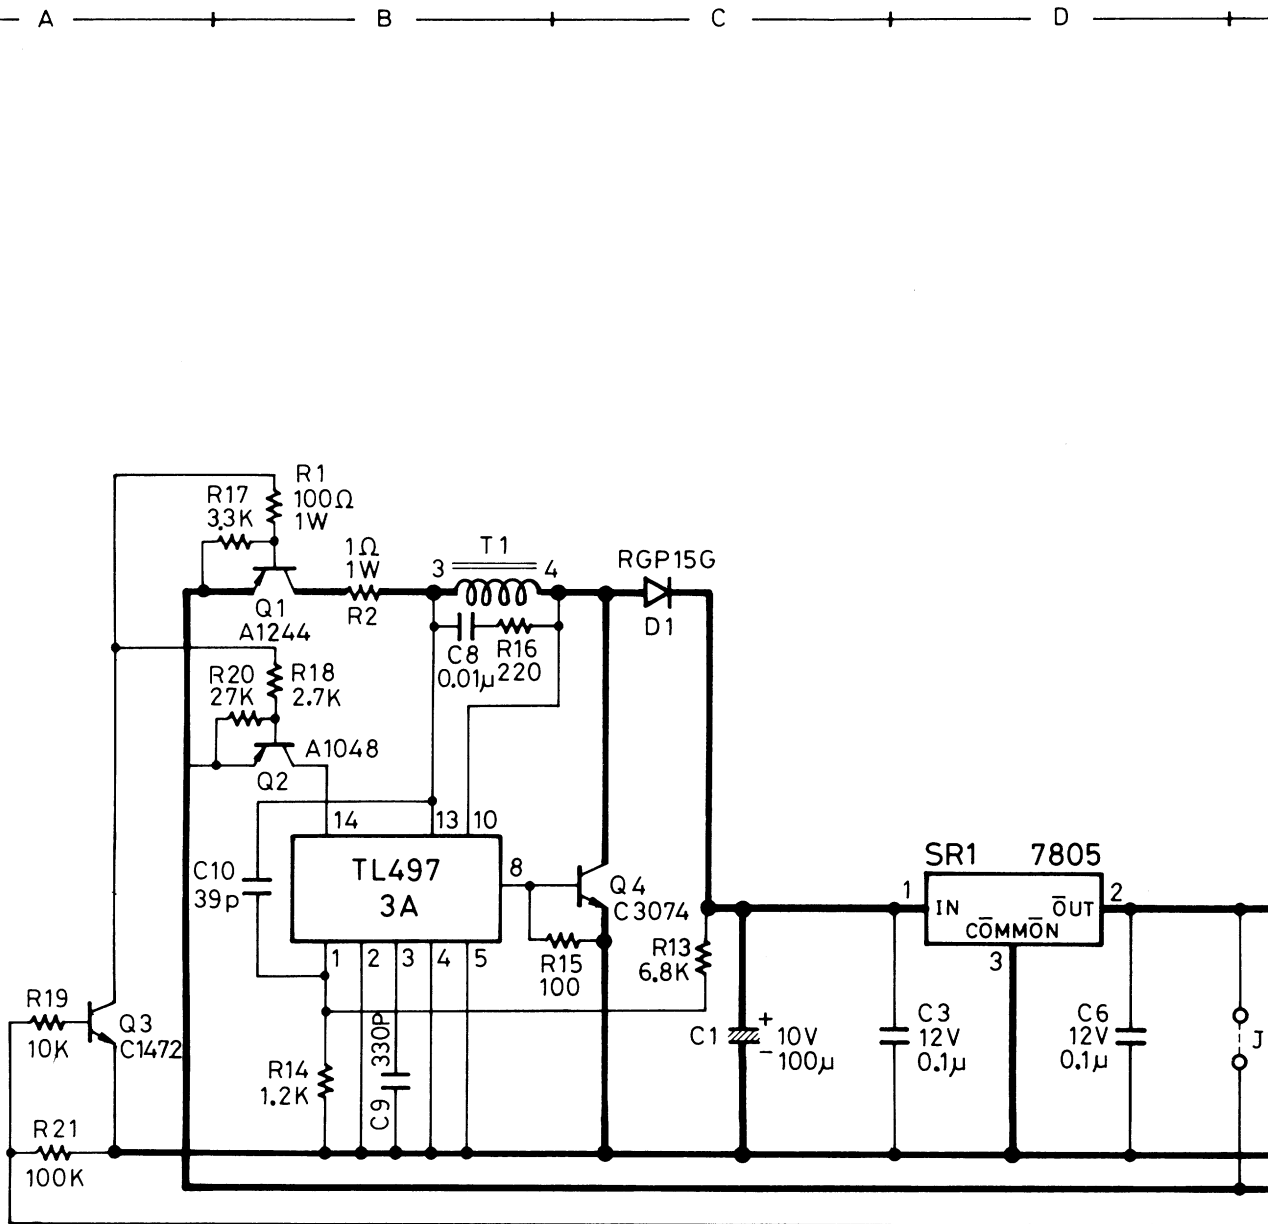 A B C D
R1
100Ω
1W
R17
3.3K
1Ω
1W
R2
T1
3 4
RGP15G
D1
Q1
A1244
C8
0.01μ
R16
220
R20
27K
R18
2.7K
A1048
Q2
14 13 10
C10
39p
TL497
3A
8
Q4
C3074
SR1 7805
1 IN OUT 2
COMMON
3
1 2 3 4 5
R15
100
R13
6.8K
R19
10K
Q3
C1472
330P
C9
C1
+ 10V
- 100μ
C3
12V
0.1μ
C6
12V
0.1μ
J
R14
1.2K
R21
100K